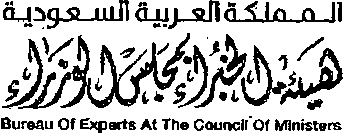 المملكة العربية السعودية
هيئة الخبراء بمجلس الوزراء
Bureau Of Experts At The Council Of Ministers